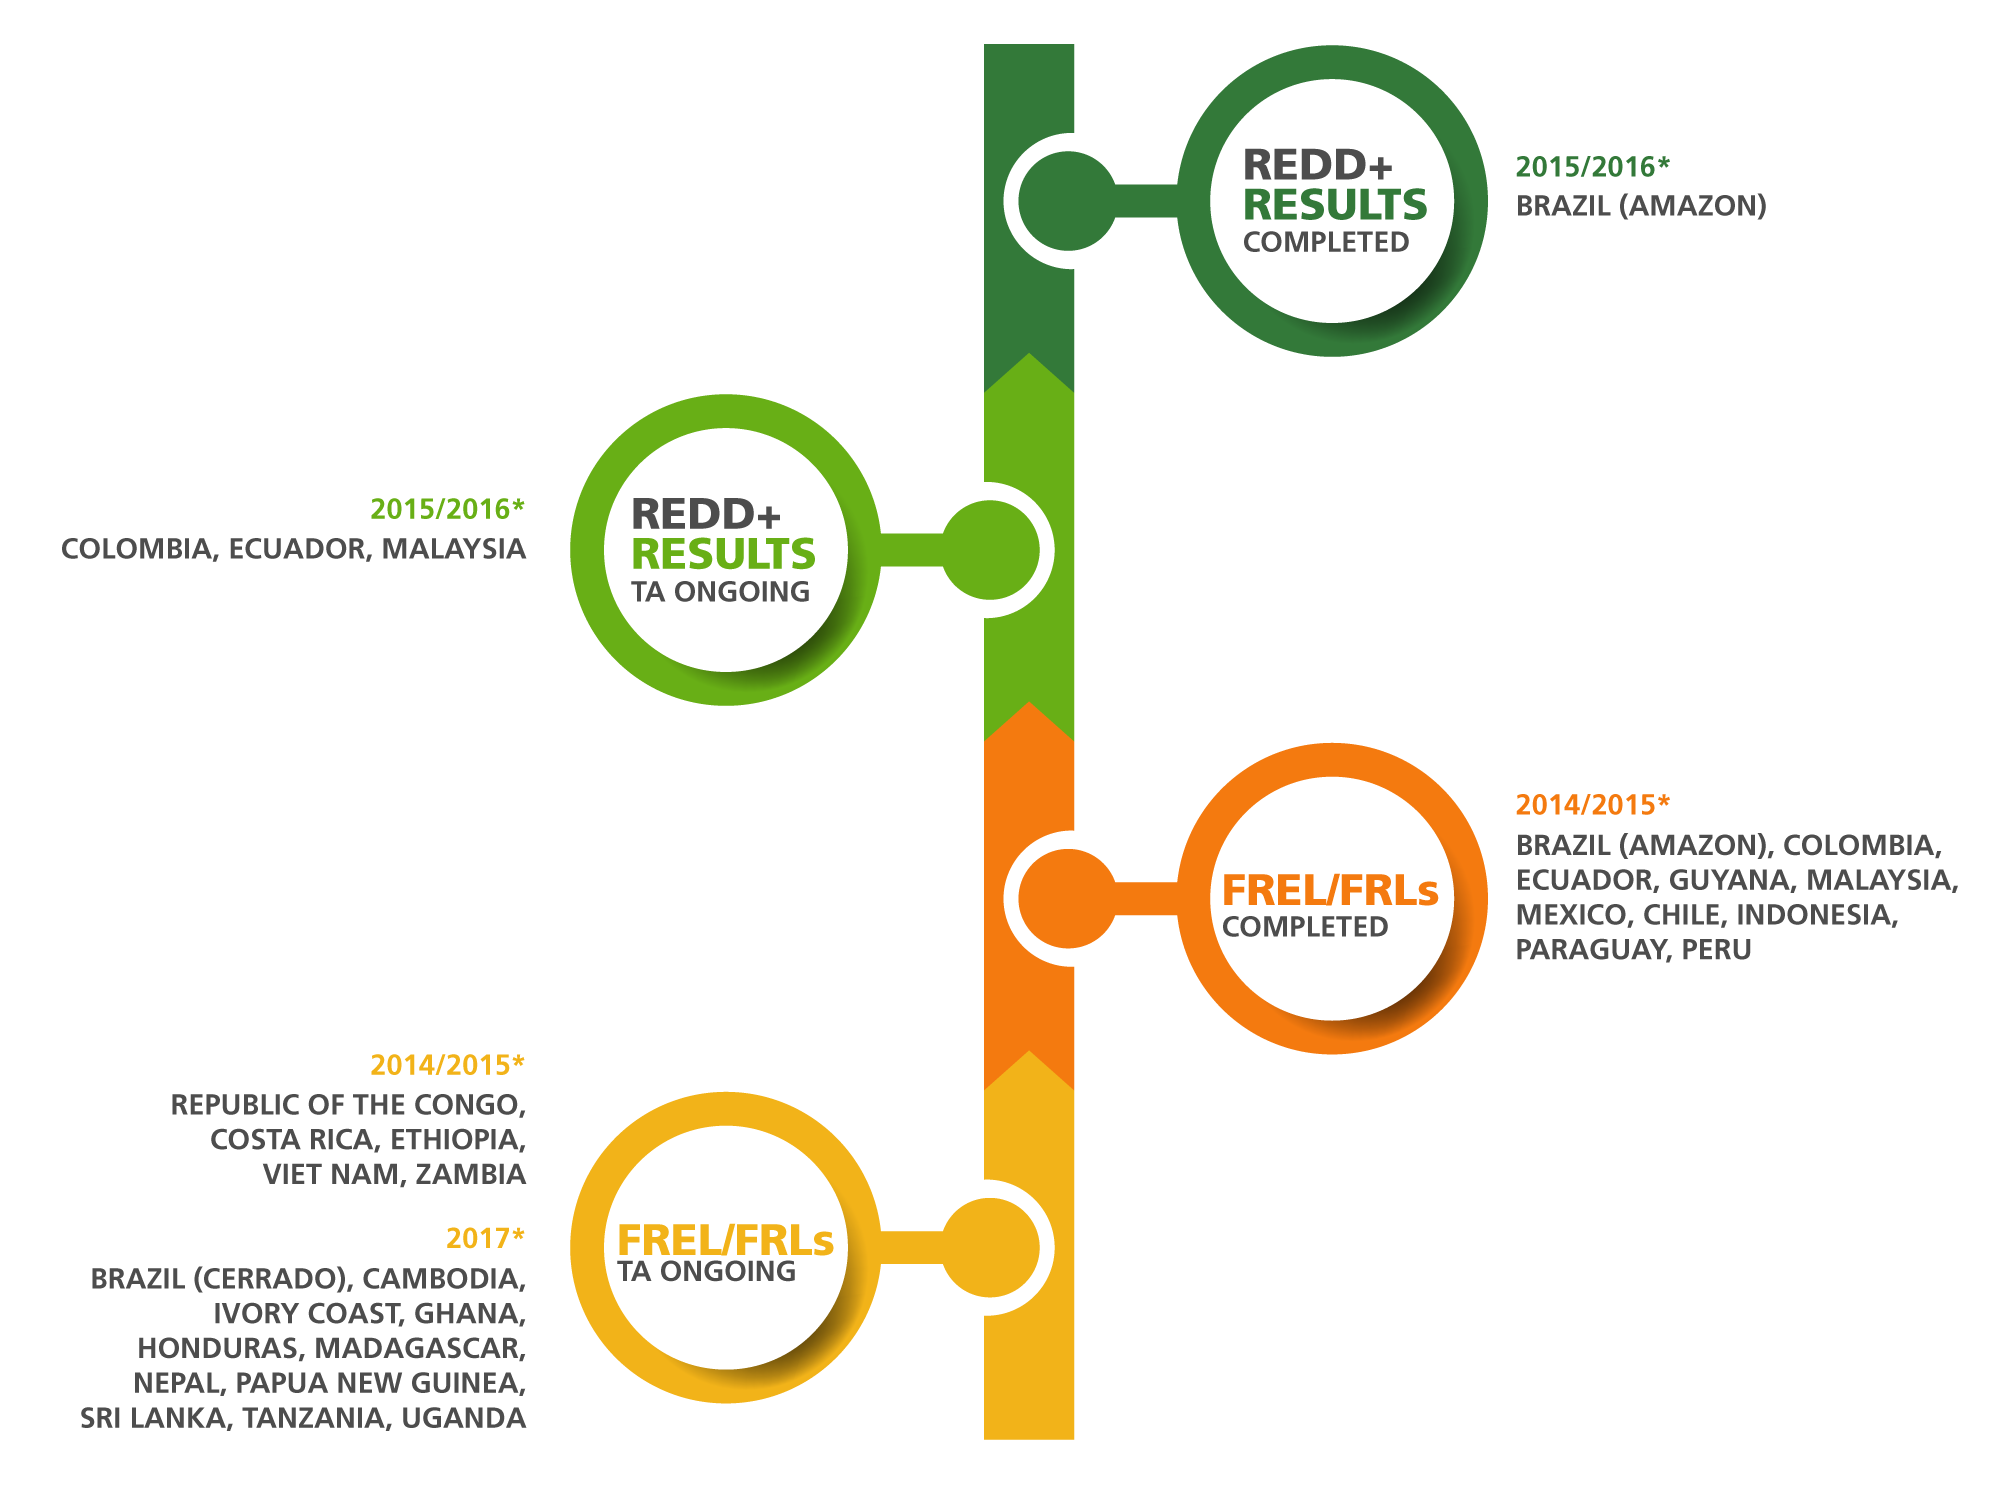 REDD+
RESULTS
COMPLETED
2015/2016*
BRAZIL (AMAZON)
2015/2016*
COLOMBIA, ECUADOR, MALAYSIA
REDD+
RESULTS
TA ONGOING
FREL/FRLs
COMPLETED
2014/2015*
BRAZIL (AMAZON), COLOMBIA,
ECUADOR, GUYANA, MALAYSIA,
MEXICO, CHILE, INDONESIA,
PARAGUAY, PERU
2014/2015*
REPUBLIC OF THE CONGO,
COSTA RICA, ETHIOPIA,
VIET NAM, ZAMBIA
2017*
BRAZIL (CERRADO), CAMBODIA,
IVORY COAST, GHANA,
HONDURAS, MADAGASCAR,
NEPAL, PAPUA NEW GUINEA,
SRI LANKA, TANZANIA, UGANDA
FREL/FRLs
TA ONGOING